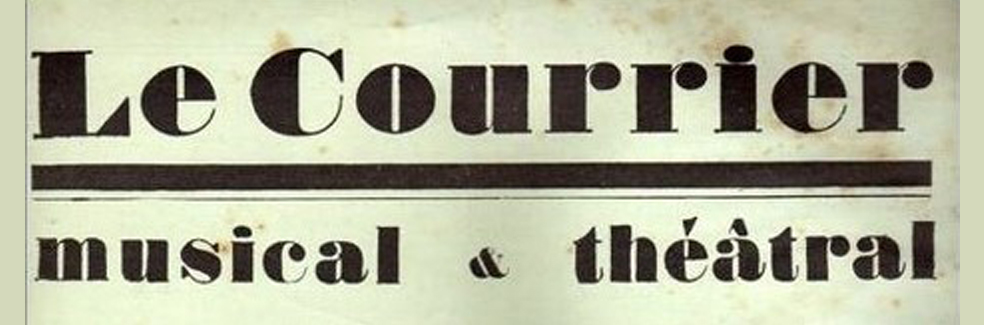 Le Courrier
musical & théâtral